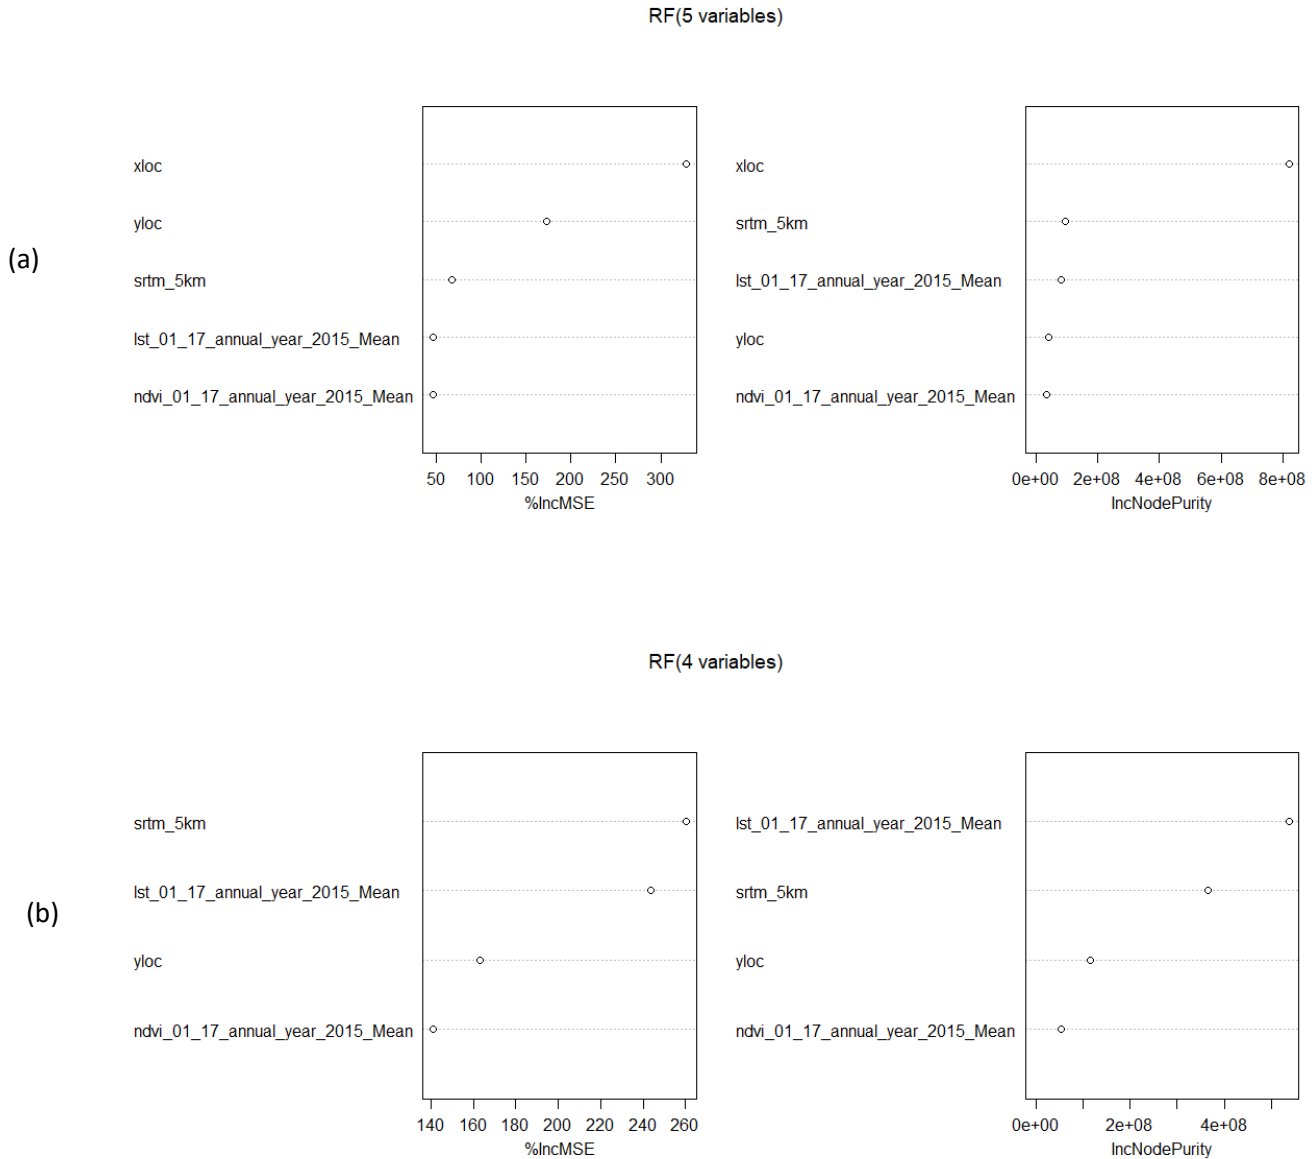 RF(5 variables)
(a)
xloc
yloc
srtm_5km
lst_01_17_annual_year_2015_Mean
ndvi_01_17_annual_year_2015_Mean
50 100 150 200 250 300
%IncMSE
xloc
srtm_5km
lst_01_17_annual_year_2015_Mean
yloc
ndvi_01_17_annual_year_2015_Mean
0e+00 2e+08 4e+08 6e+08 8e+08
IncNodePurity
RF(4 variables)
(b)
srtm_5km
lst_01_17_annual_year_2015_Mean
yloc
ndvi_01_17_annual_year_2015_Mean
140 160 180 200 220 240 260
%IncMSE
lst_01_17_annual_year_2015_Mean
srtm_5km
yloc
ndvi_01_17_annual_year_2015_Mean
0e+00 2e+08 4e+08
IncNodePurity